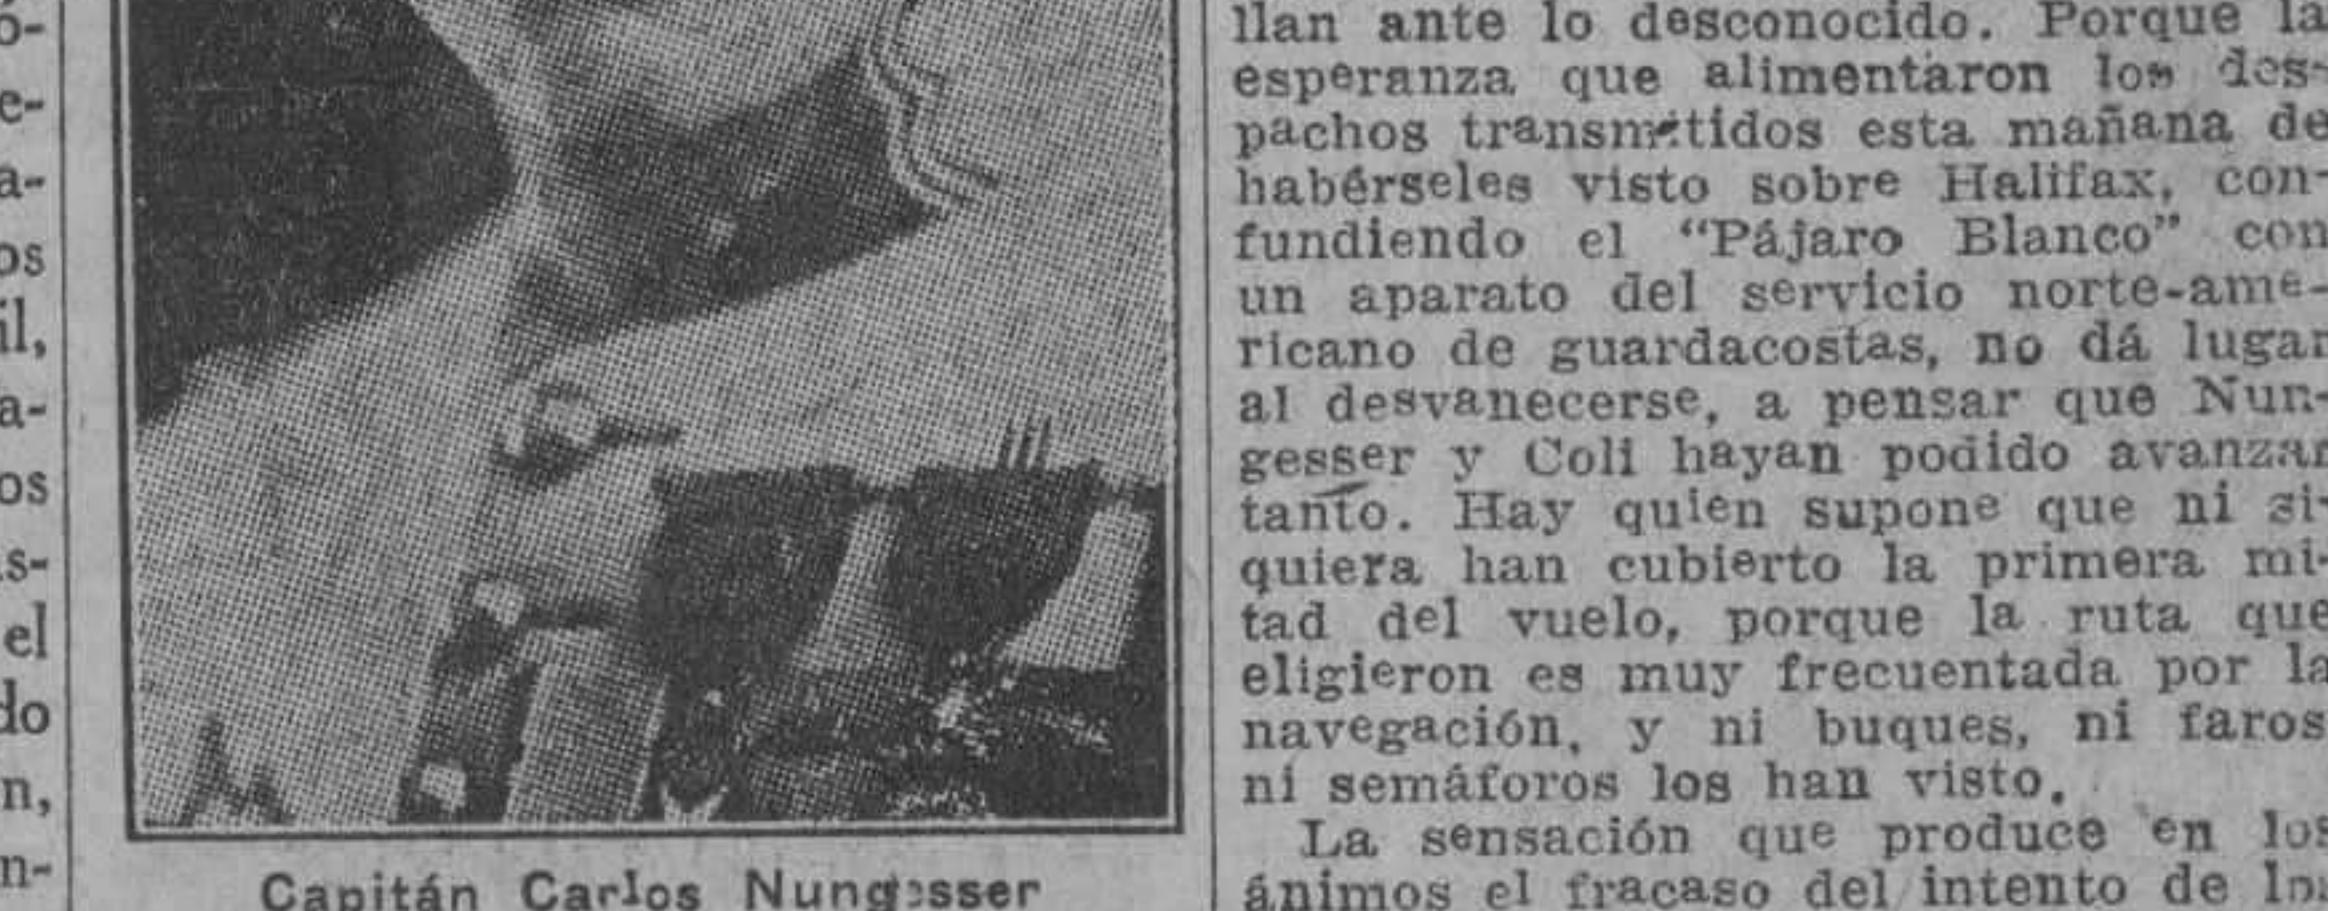 ó-
e-
a-
os
il,
a-
os
s-
el
do
n,
n-
Capitán Carlos Nungesser
llan ante lo desconocido. Porque la
esperanza que alimentaron los des-
pachos transmitidos esta mañana de
habérseles visto sobre Halifax, con-
fundiendo el “Pájaro Blanco” con
un aparato del servicio norte-ame-
ricano de guardacostas, no dá lugar
al desvanecerse, a pensar que Nun-
gesser y Coli hayan podido avanzar
tanto. Hay quien supone que ni si-
quiera han cubierto la primera mi-
tad del vuelo, porque la ruta que
eligieron es muy frecuentada por la
navegación, y ni buques, ni faros
ni semáforos los han visto.
La sensación que produce en los
ánimos el fracaso del intento de los